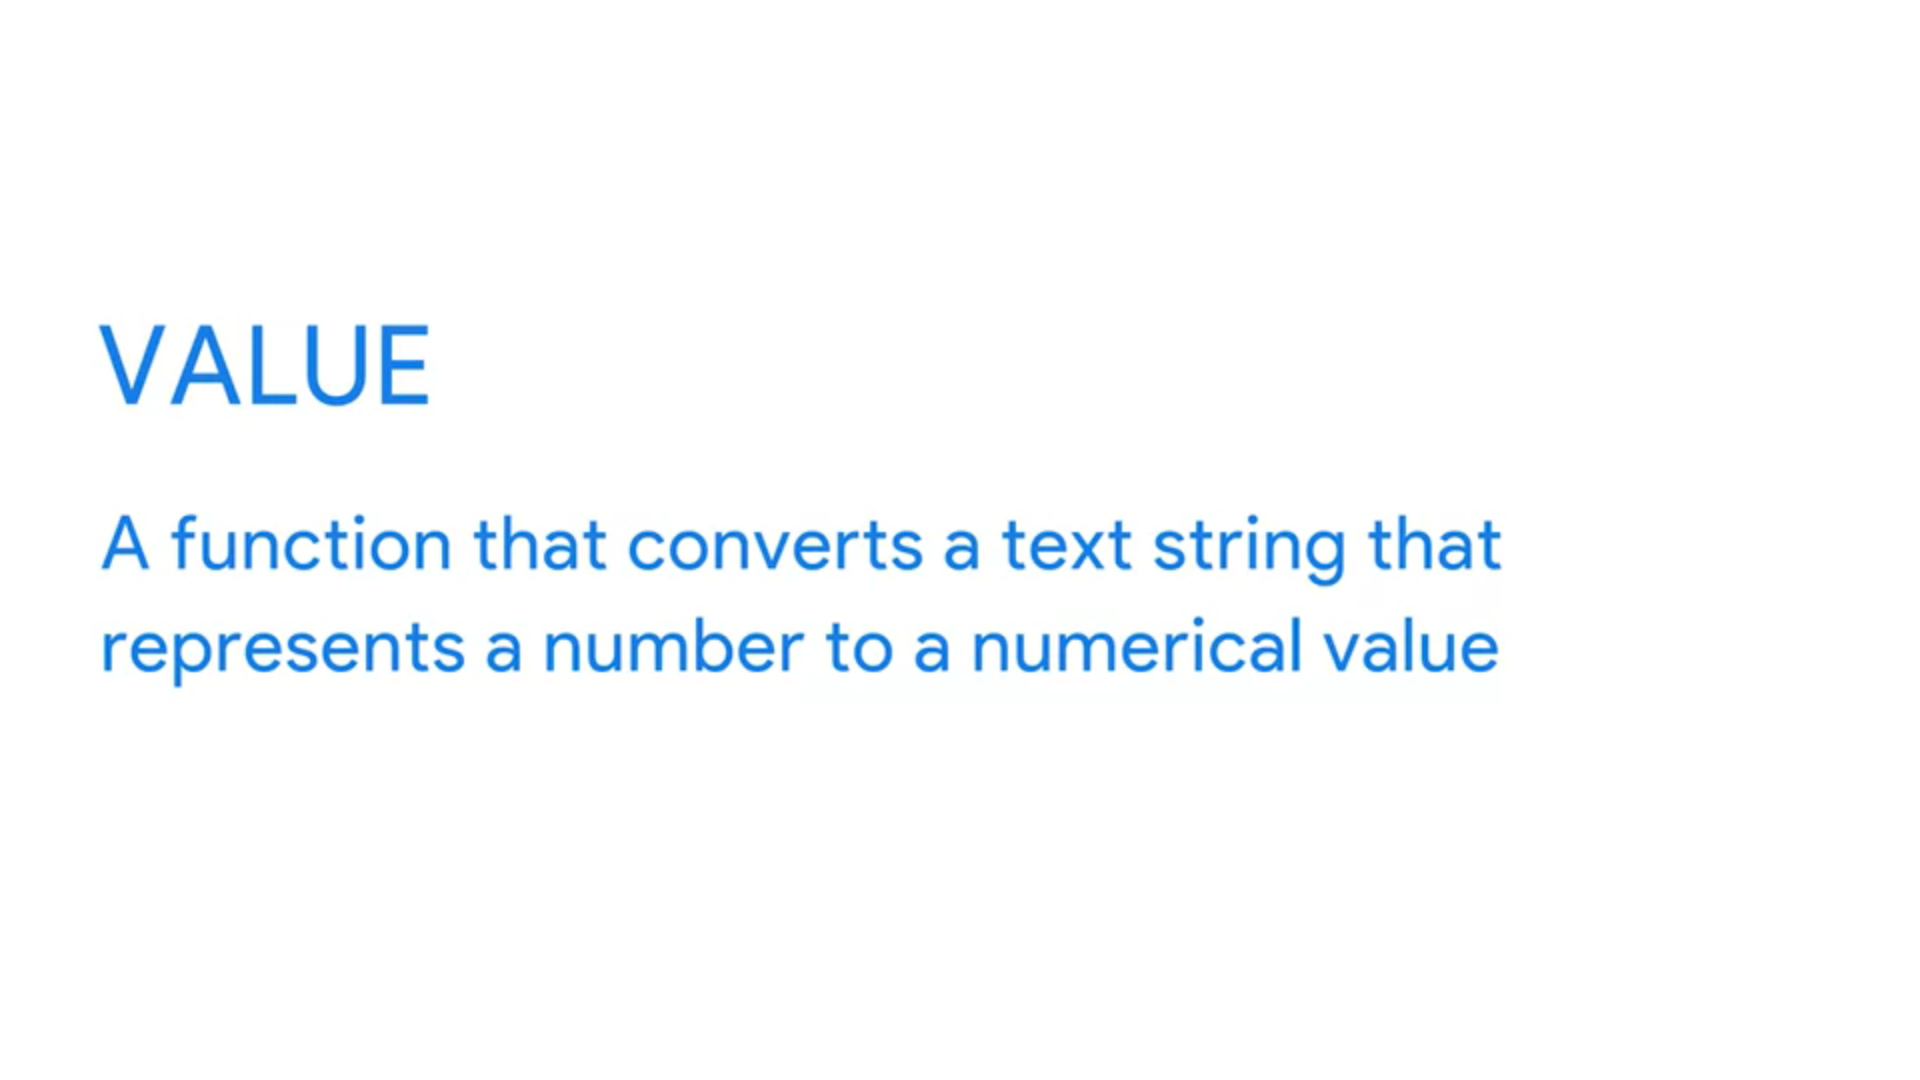 VALUE
A function that converts a text string that
represents a number to a numerical value